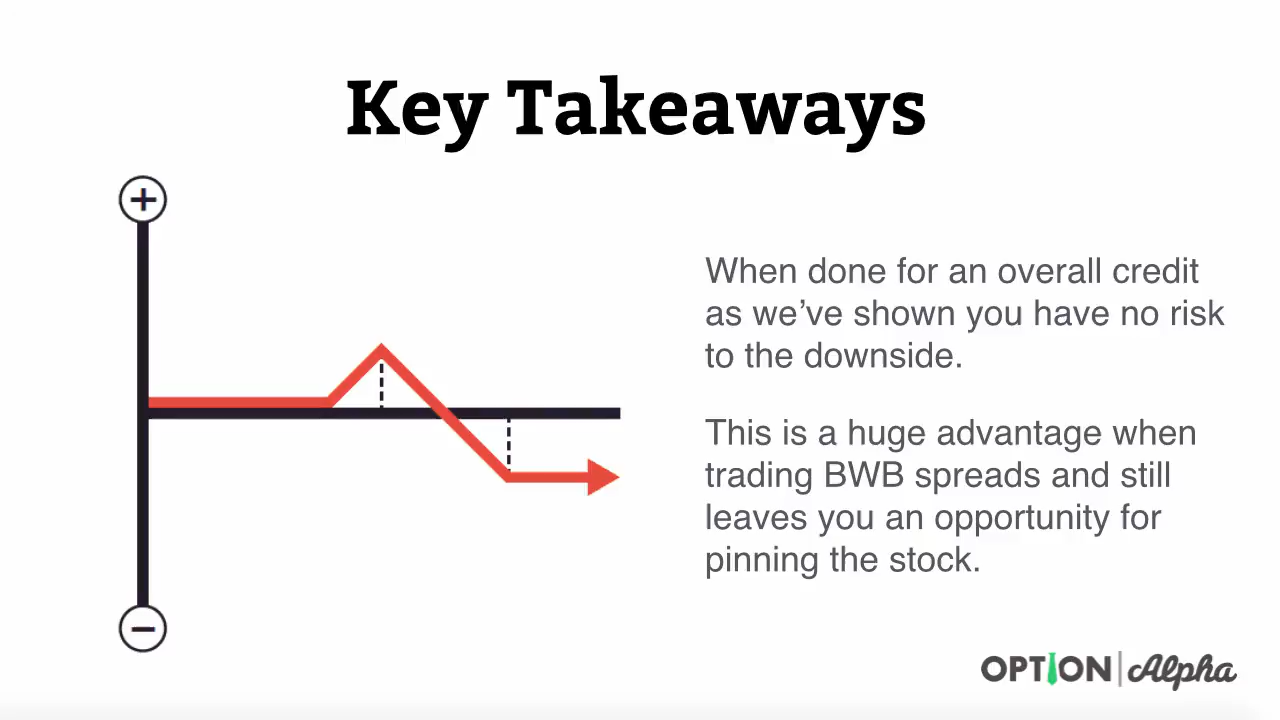 Key Takeaways
+
When done for an overall credit
as we’ve shown you have no risk
to the downside.
This is a huge advantage when
trading BWB spreads and still
leaves you an opportunity for
pinning the stock.
−
OPTION | Alpha